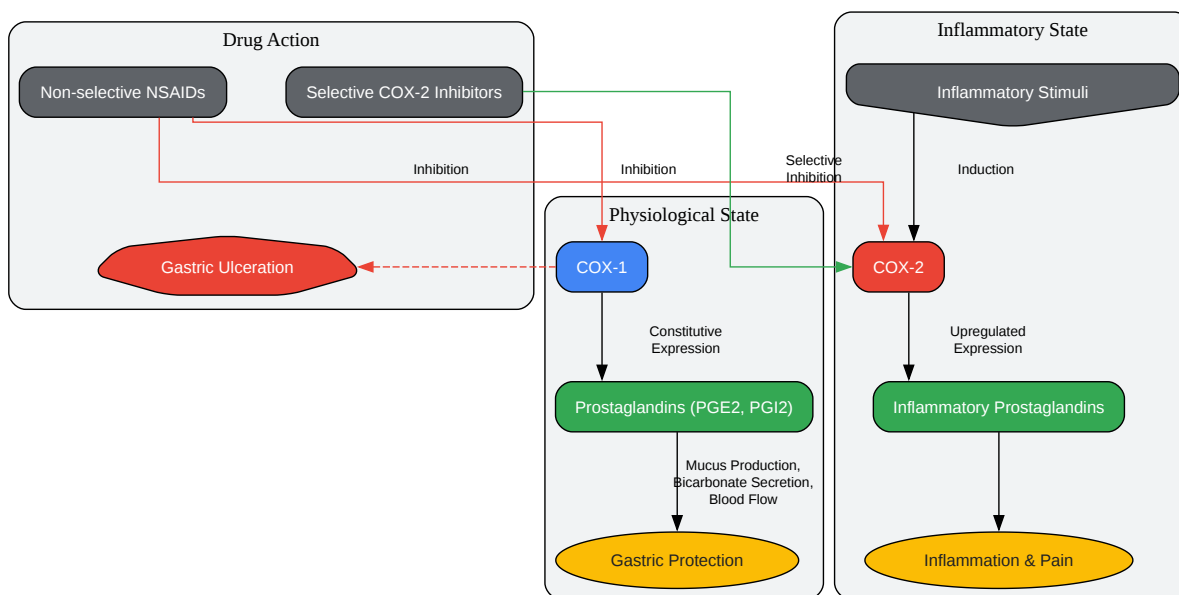 Drug Action
Inflammatory State
Non-selective NSAIDs
Selective COX-2 Inhibitors
Inflammatory Stimuli
Inhibition
Inhibition
Selective
Inhibition
Induction
Physiological State
Gastric Ulceration
COX-1
COX-2
Constitutive
Expression
Upregulated
Expression
Prostaglandins (PGE2, PGI2)
Inflammatory Prostaglandins
Mucus Production,
Bicarbonate Secretion,
Blood Flow
Gastric Protection
Inflammation & Pain